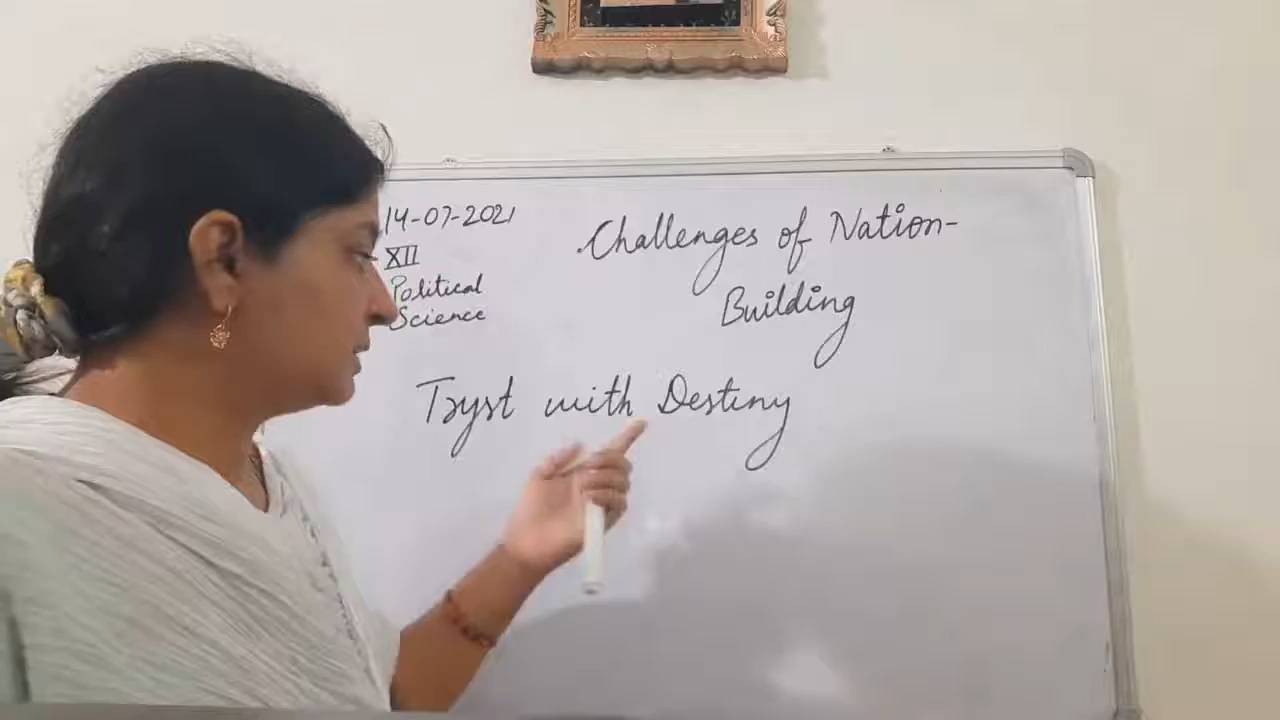 14-07-2021
XII
Political
Science
Challenges of Nation-
Building
Tryst with Destiny